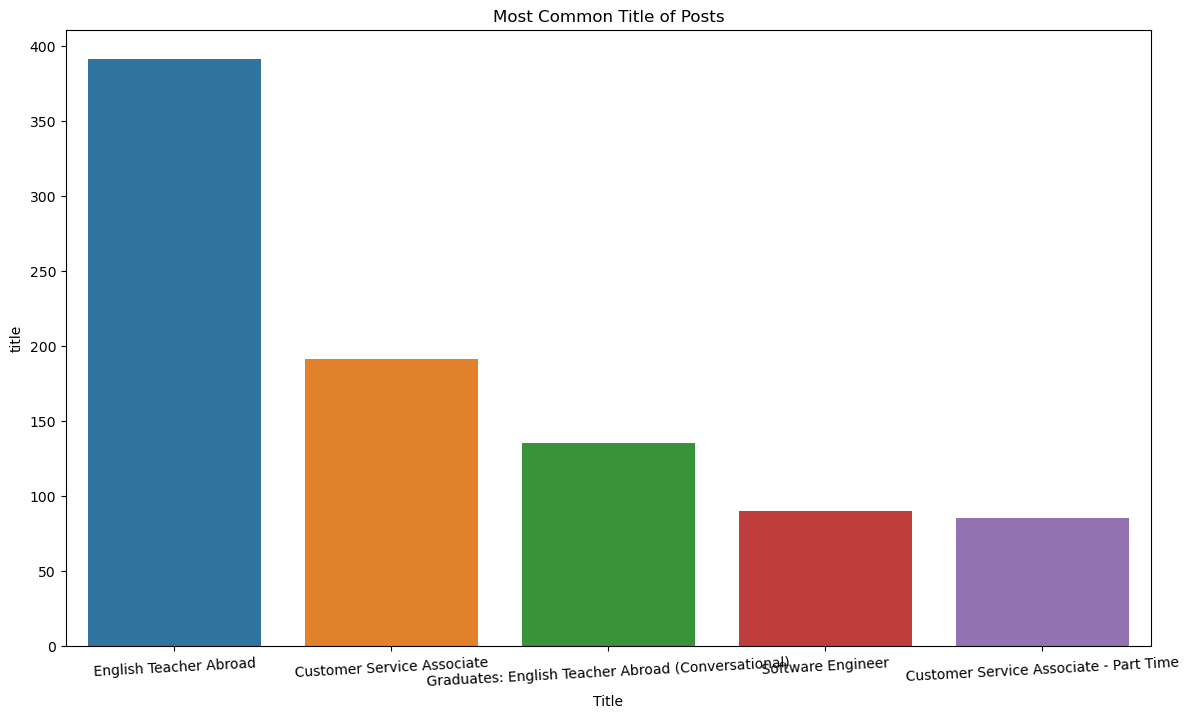 Most Common Title of Posts
title
400
350
300
250
200
150
100
50
0
English Teacher Abroad
Customer Service Associate
Graduates: English Teacher Abroad (Conversational)
Software Engineer
Customer Service Associate - Part Time
Title